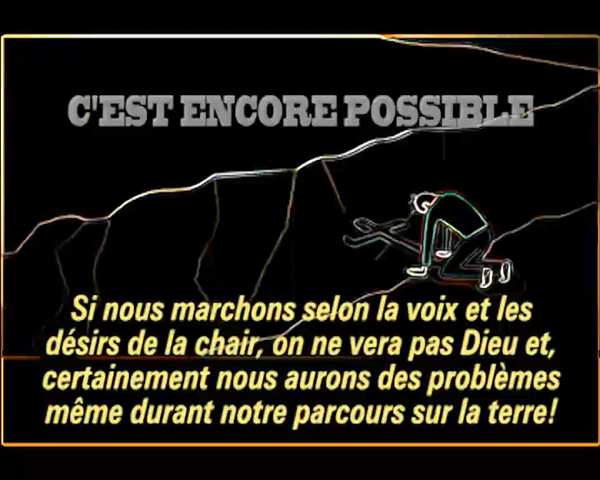 C'EST ENCORE POSSIBLE
Si nous marchons selon la voix et les
désirs de la chair, on ne vera pas Dieu et,
certainement nous aurons des problèmes
même durant notre parcours sur la terre!